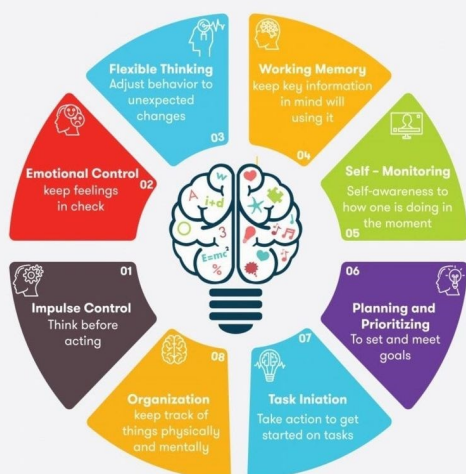 Impulse Control
Think before
acting
01
Emotional Control
keep feelings
in check
02
Flexible Thinking
Adjust behavior to
unexpected
changes
03
Working Memory
keep key information
in mind will
using it
04
Self - Monitoring
Self-awareness to
how one is doing in
the moment
05
06
Planning and
Prioritizing
To set and meet
goals
07
Task Iniation
Take action to get
started on tasks
08
Organization
keep track of
things physically
and mentally
W
A
i+d
3
E=mc²
%